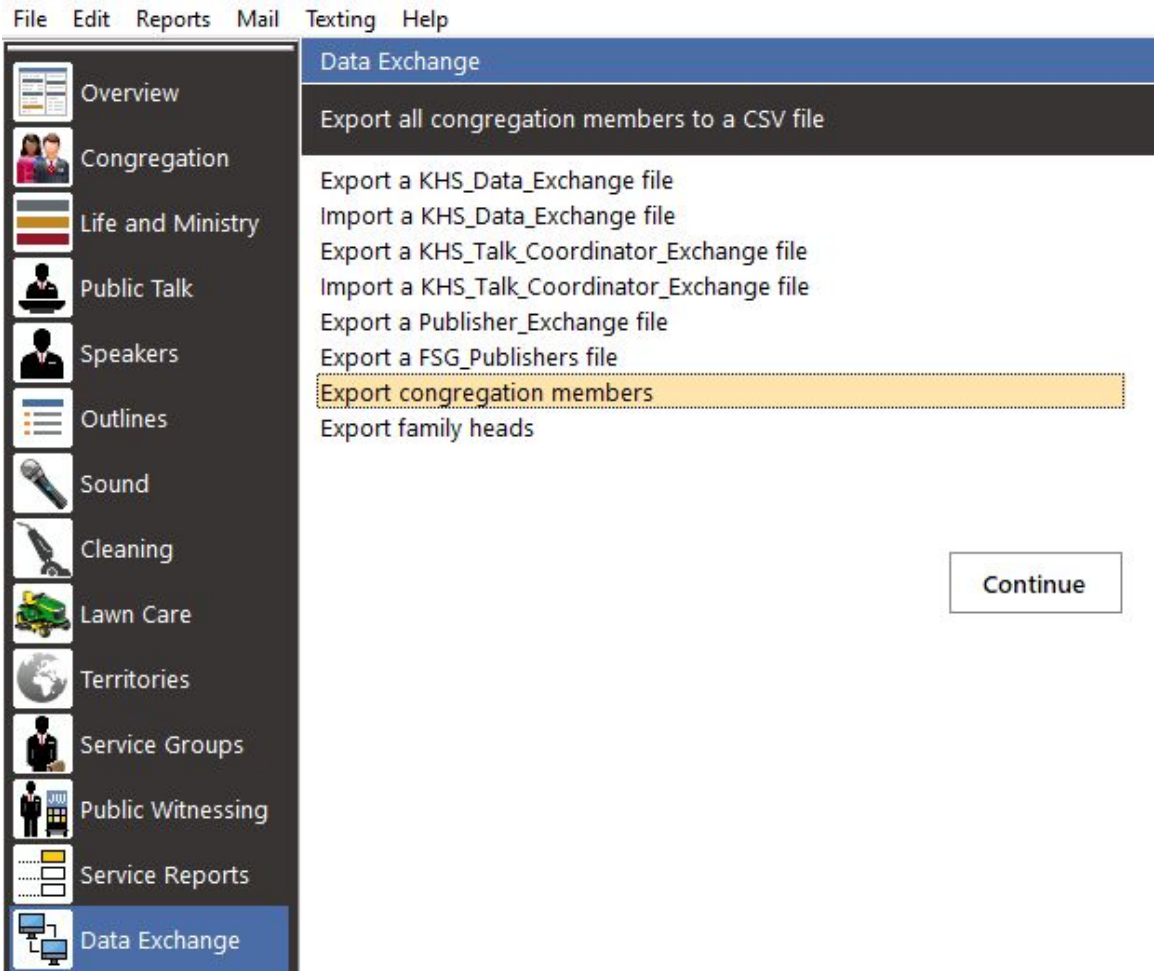 File Edit Reports Mail Texting Help
Overview
Congregation
Life and Ministry
Public Talk
Speakers
Outlines
Sound
Cleaning
Lawn Care
Territories
Service Groups
Public Witnessing
JW
Service Reports
Data Exchange
Data Exchange
Export all congregation members to a CSV file
Export a KHS_Data_Exchange file
Import a KHS_Data_Exchange file
Export a KHS_Talk_Coordinator_Exchange file
Import a KHS_Talk_Coordinator_Exchange file
Export a Publisher_Exchange file
Export a FSG_Publishers file
Export congregation members
Export family heads
Continue